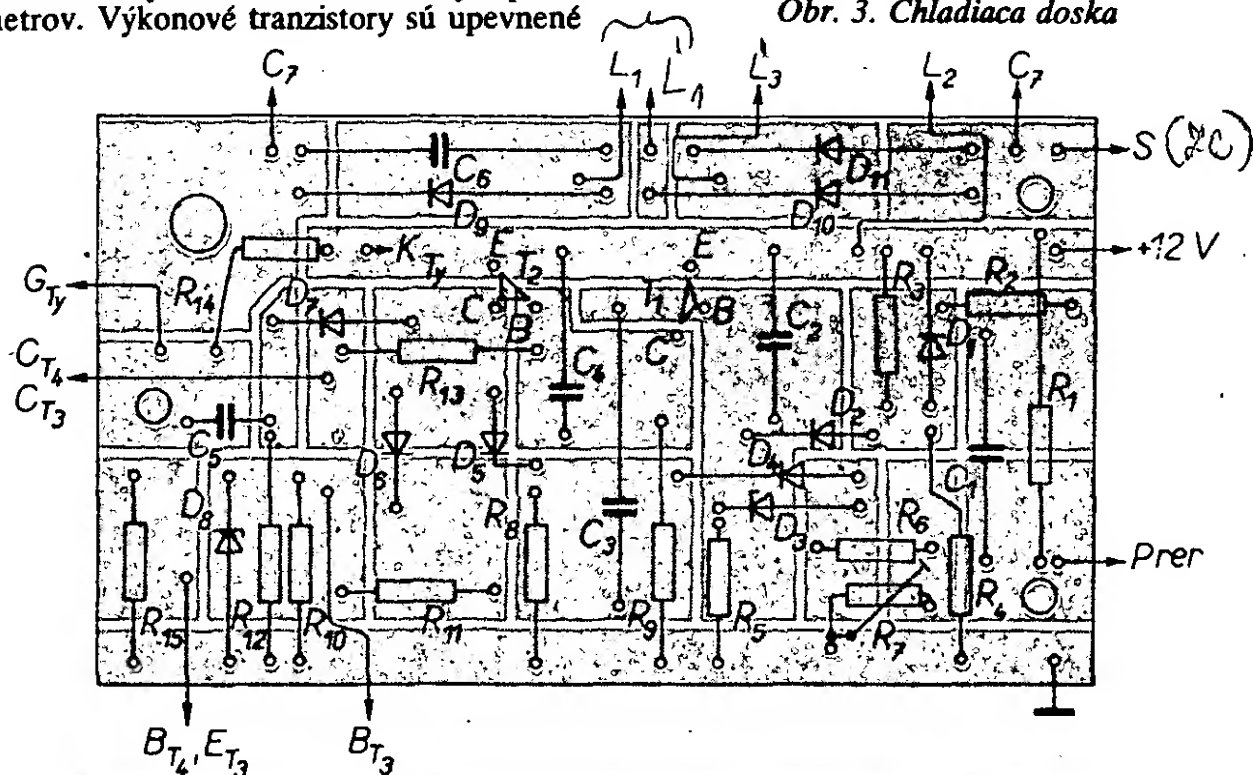 metrov. Výkonové tranzistory sú upevnené
Obr. 3. Chladiaca doska
C7 L1 L1 L3 L2 C7
C6 D11 S (ZC)
D9 D10
E E +12 V
R14 K Ty T2 R3 R2
GTy D7 C B T1 B C2 D1
CT4 C4 C
CT3 R13 R1
C5 D6 D5 D2 D4
D8 R8 C3 D3 R6 C1
Prer
R15 R12 R10 R11 R9 R5 R7 R4
BT4, ET3 BT3